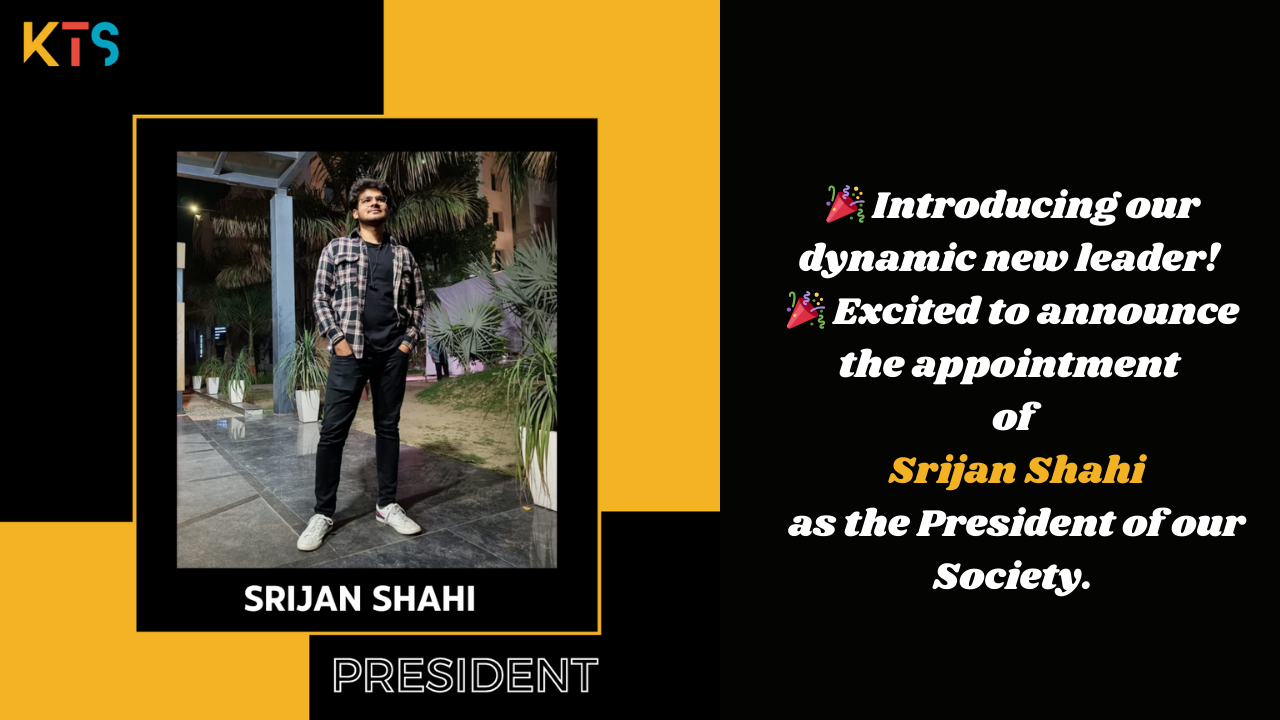 KTS
SRIJAN SHAHI
PRESIDENT
🎉 Introducing our
dynamic new leader!
🎉 Excited to announce
the appointment
of
Srijan Shahi
as the President of our
Society.